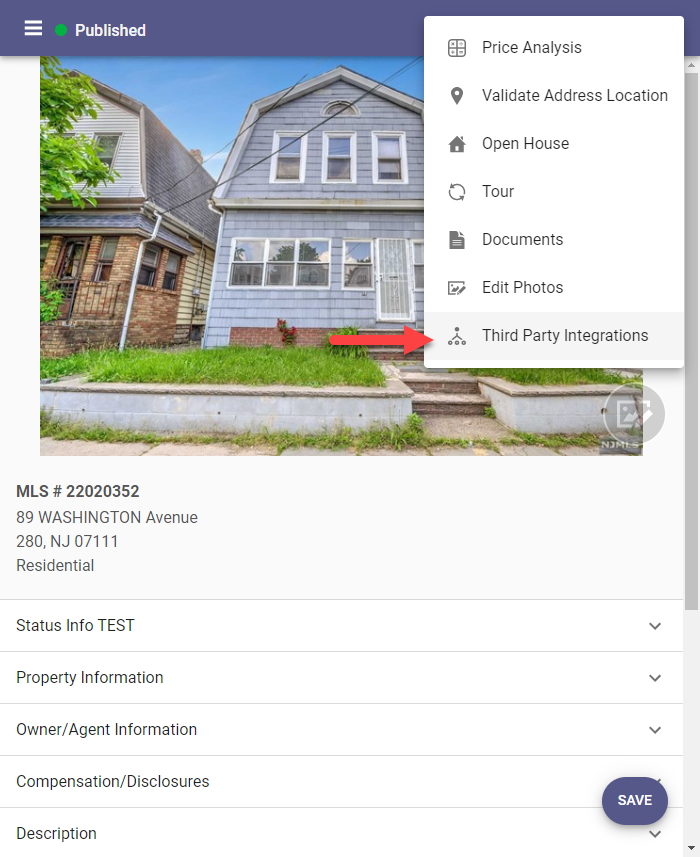 Published
Price Analysis
Validate Address Location
Open House
Tour
Documents
Edit Photos
Third Party Integrations
NJMLS
MLS # 22020352
89 WASHINGTON Avenue
280, NJ 07111
Residential
Status Info TEST
Property Information
Owner/Agent Information
Compensation/Disclosures
SAVE
Description